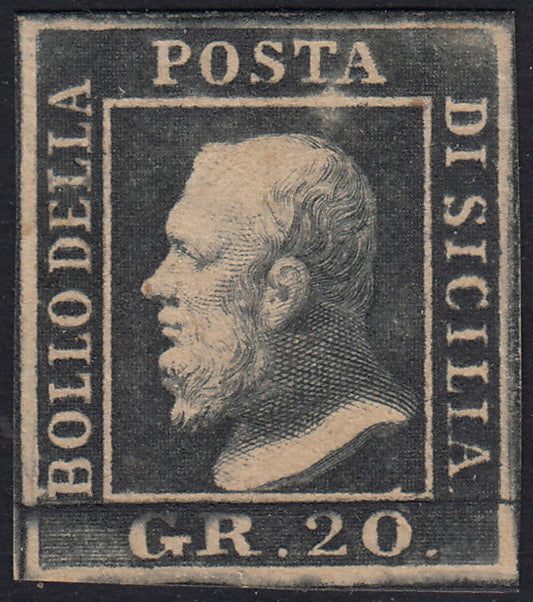 BOLLO DELLA
POSTA
DI SICILIA
GR. 20.